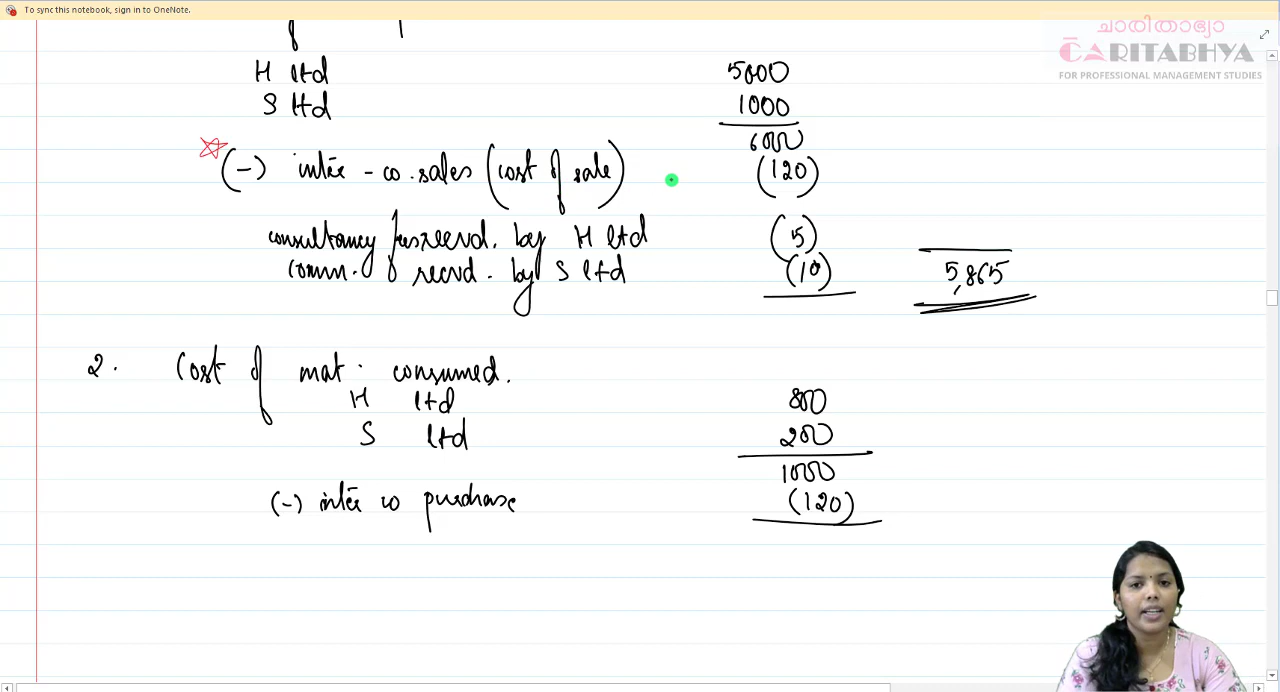 To sync this notebook, sign in to OneNote.
ചാരിതാഭ്യാ
CARITABHYA
FOR PROFESSIONAL MANAGEMENT STUDIES
H ltd 5000
S ltd 1000
6000
(-) inter-co. sales (cost of sale) (120)
consultancy fees recvd. by H ltd (5)
comm. recvd. by S ltd (10) 5,865
2. Cost of mat. consumed.
H ltd 800
S ltd 200
1000
(-) inter co purchase (120)